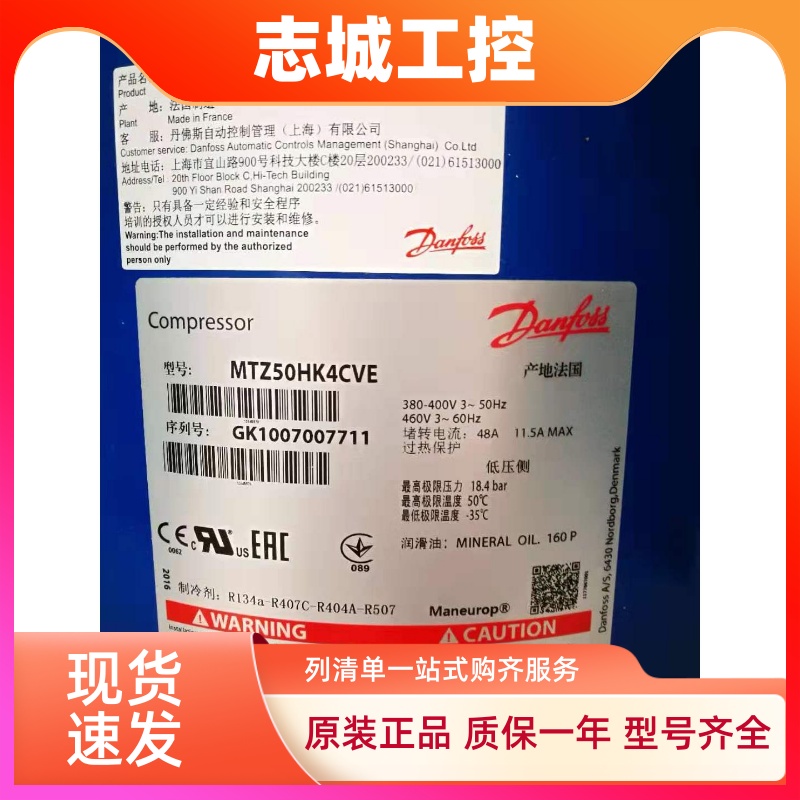 志城工控
产品名
Product
产 地: 法国制造
Plant Made in France
客 服: 丹佛斯自动控制管理（上海）有限公司
Customer service: Danfoss Automatic Controls Management (Shanghai) Co.Ltd
地址电话: 上海市宜山路900号科技大楼C楼20层200233/(021)61513000
Address/Tel 20th Floor Block C,Hi-Tech Building
900 Yi Shan Road Shanghai 200233 /(021)61513000
警告: 只有具备一定经验和安全程序
培训的授权人员才可以进行安装和维修。
Warning:The installation and maintenance
should be performed by the authorized
person only
Danfoss
Compressor
Danfoss
型号: MTZ50HK4CVE
产地法国
序列号: GK1007007711
380-400V 3~ 50Hz
460V 3~ 60Hz
堵转电流: 48A 11.5A MAX
过热保护
低压侧
最高极限压力 18.4 bar
最高极限温度 50℃
最低极限温度 -35℃
润滑油: MINERAL OIL. 160 P
CE 0062 c RU US EAC
089
2016
制冷剂: R134a-R407C-R404A-R507
Maneurop®
Danfoss A/S, 6430 Nordborg,Denmark
WARNING
CAUTION
现货
速发
列清单一站式购齐服务
原装正品 质保一年 型号齐全